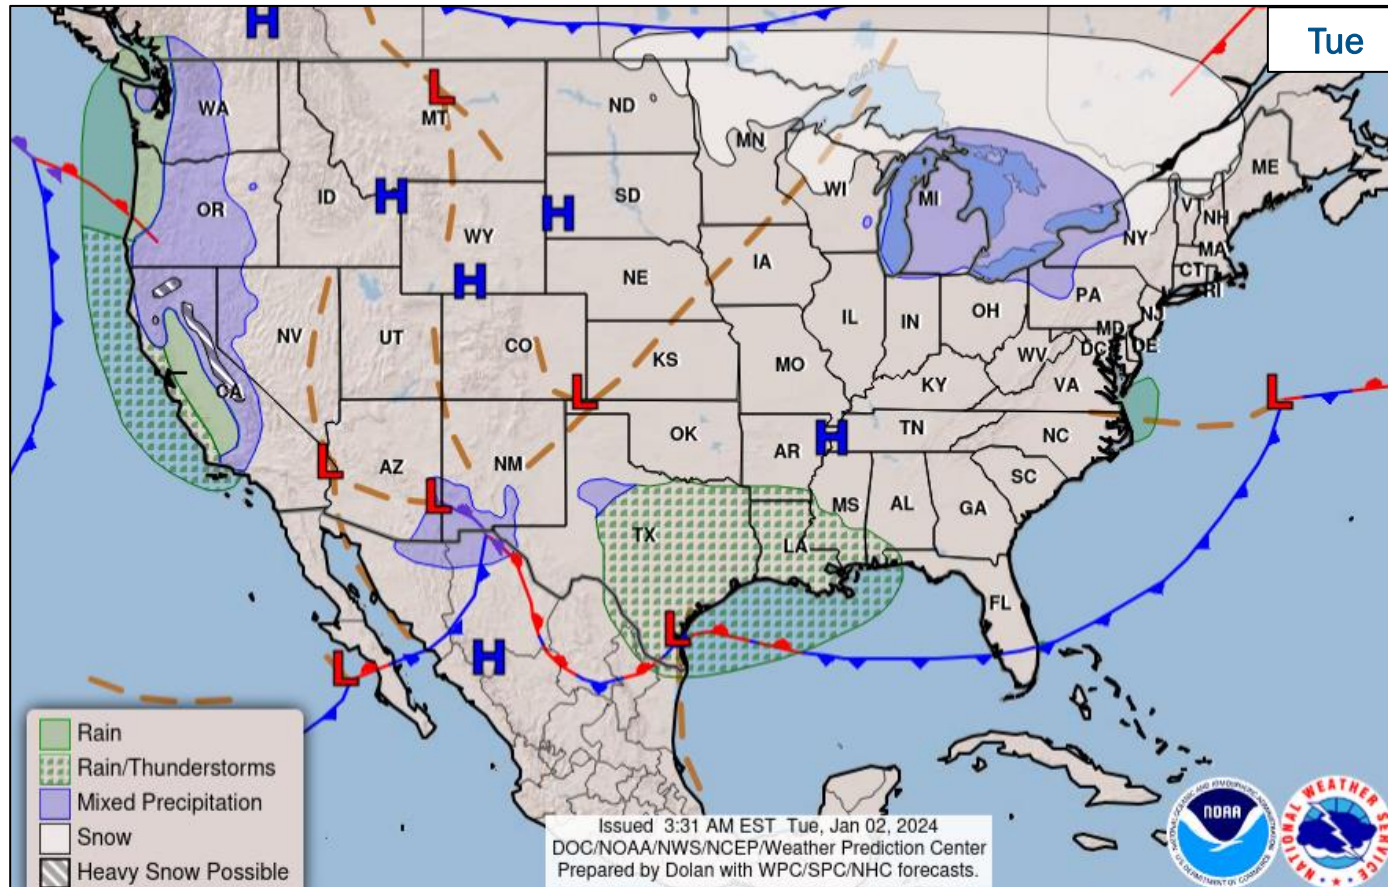 Tue
H
L
MT
WA
ND
MN
ME
OR
ID
H
H
SD
WI
MI
VT
NH
NY
MA
WY
H
NE
IA
CT
RI
PA
NJ
NV
UT
CO
KS
MO
IL
IN
OH
MD
DC
DE
WV
VA
KY
CA
L
L
L
AZ
NM
OK
AR
H
TN
NC
SC
L
TX
LA
MS
AL
GA
FL
L
L
H
Rain
Rain/Thunderstorms
Mixed Precipitation
Snow
Heavy Snow Possible
Issued 3:31 AM EST Tue, Jan 02, 2024
DOC/NOAA/NWS/NCEP/Weather Prediction Center
Prepared by Dolan with WPC/SPC/NHC forecasts.
NOAA
NATIONAL WEATHER SERVICE